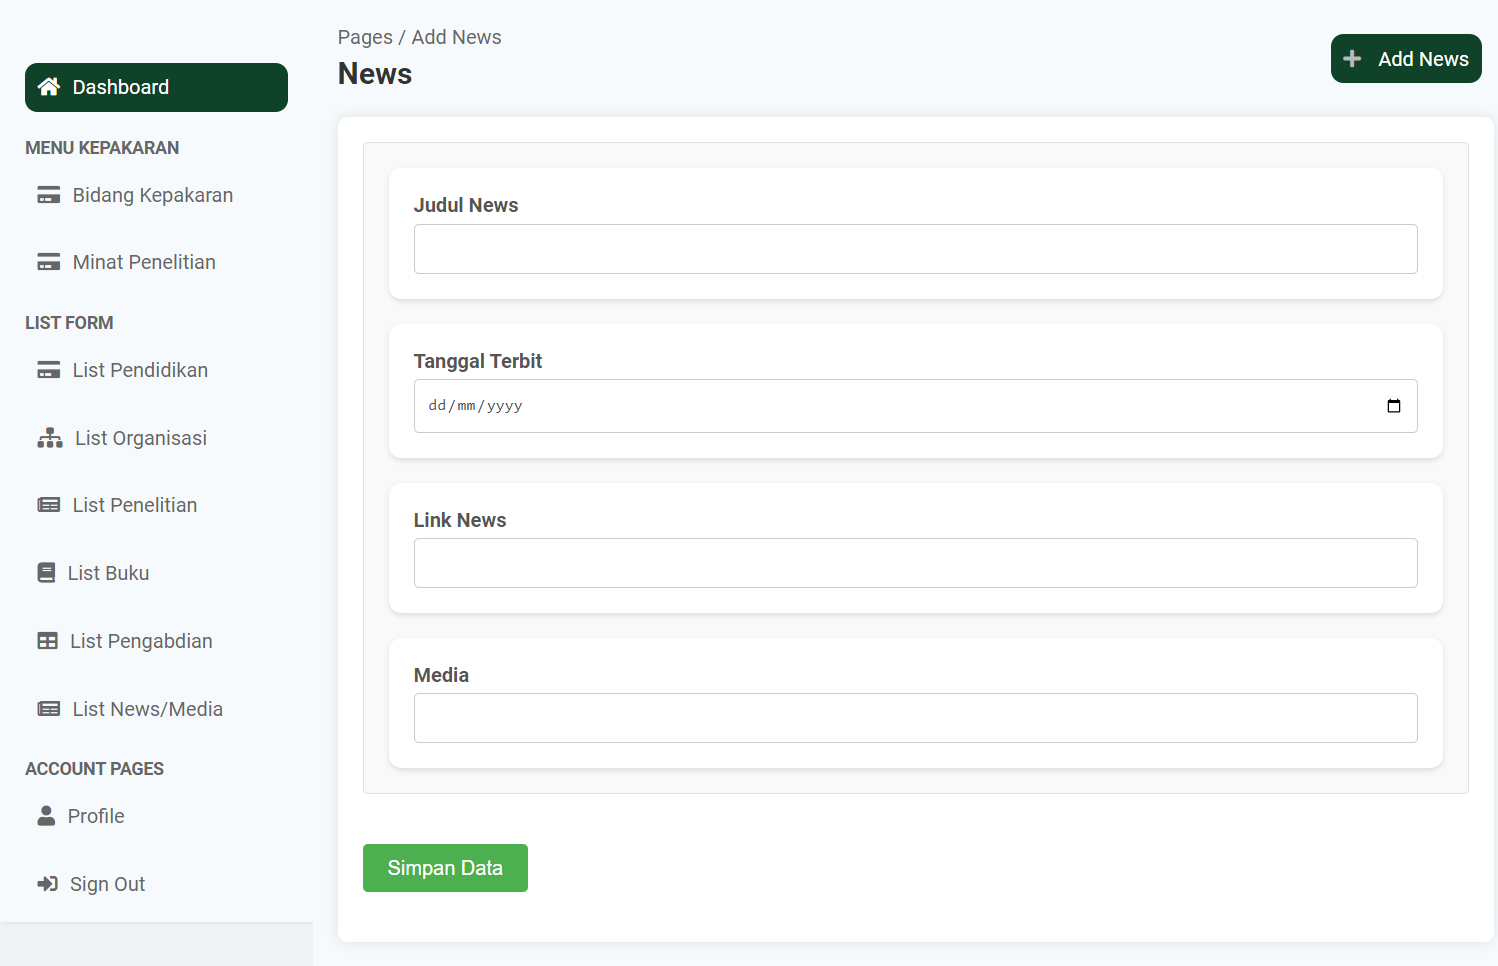 Dashboard
MENU KEPAKARAN
Bidang Kepakaran
Minat Penelitian
LIST FORM
List Pendidikan
List Organisasi
List Penelitian
List Buku
List Pengabdian
List News/Media
ACCOUNT PAGES
Profile
Sign Out
Pages / Add News
News
Add News
Judul News
Tanggal Terbit
dd/mm/yyyy
Link News
Media
Simpan Data